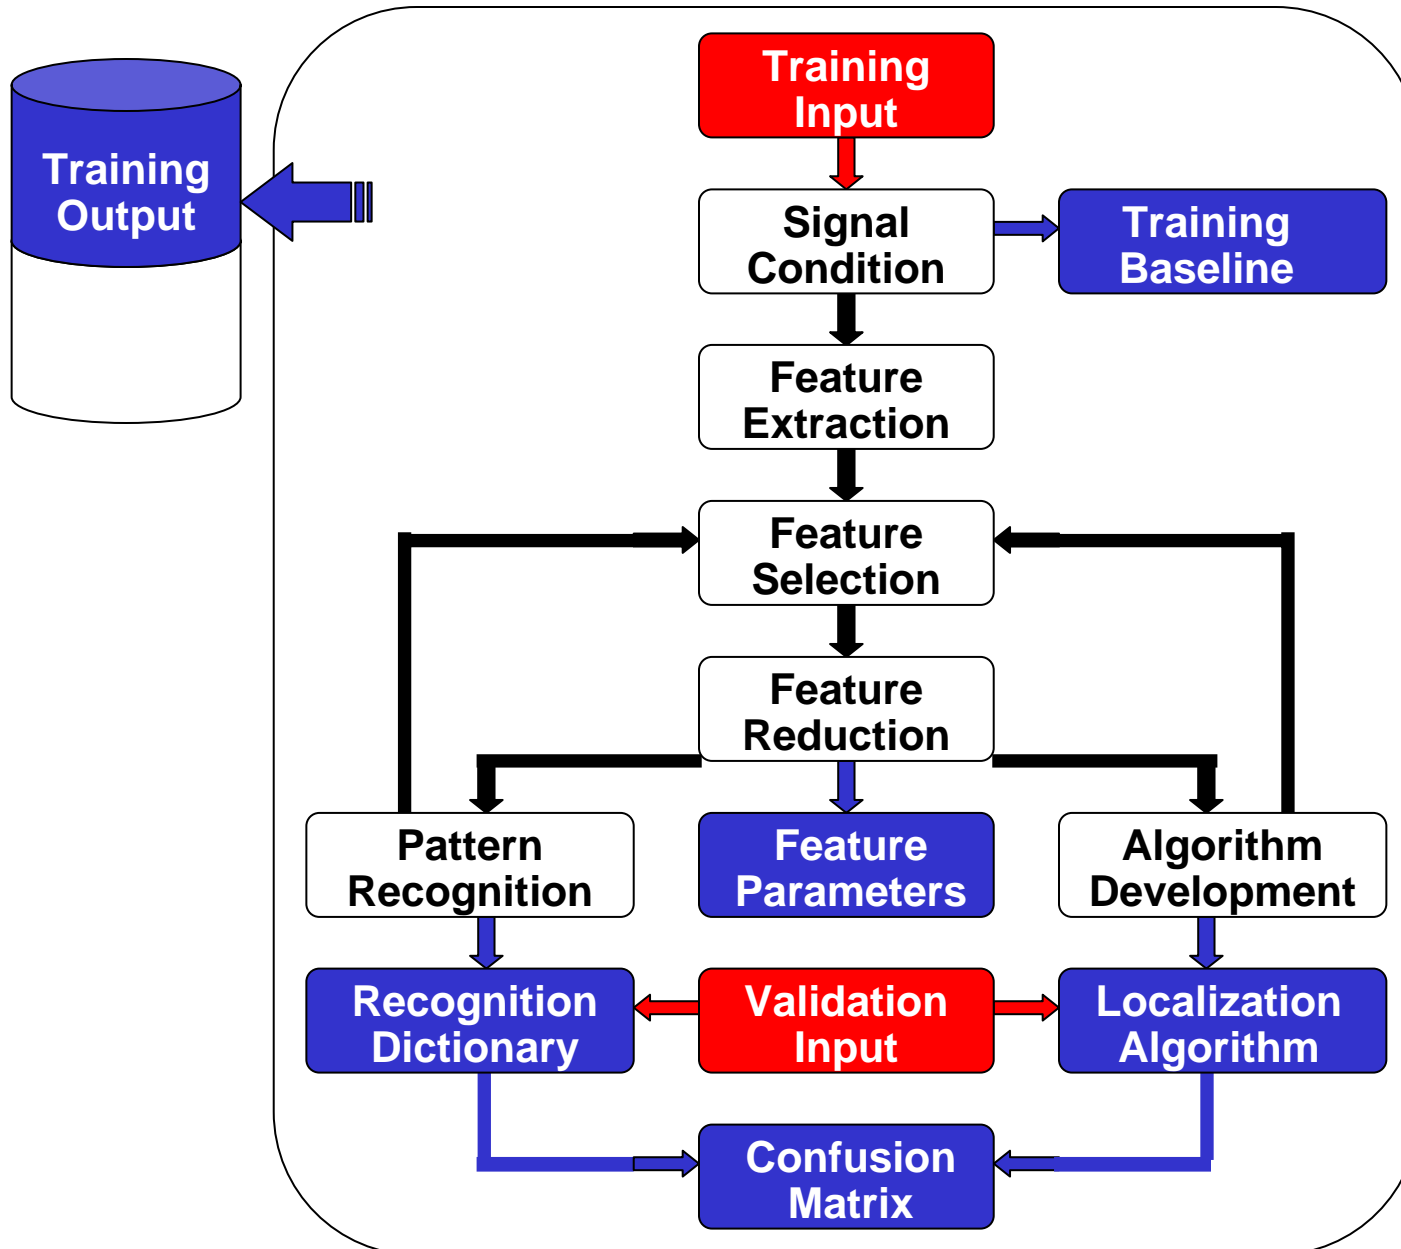 Training
Input
Training
Output
Signal
Condition
Training
Baseline
Feature
Extraction
Feature
Selection
Feature
Reduction
Pattern
Recognition
Feature
Parameters
Algorithm
Development
Recognition
Dictionary
Validation
Input
Localization
Algorithm
Confusion
Matrix